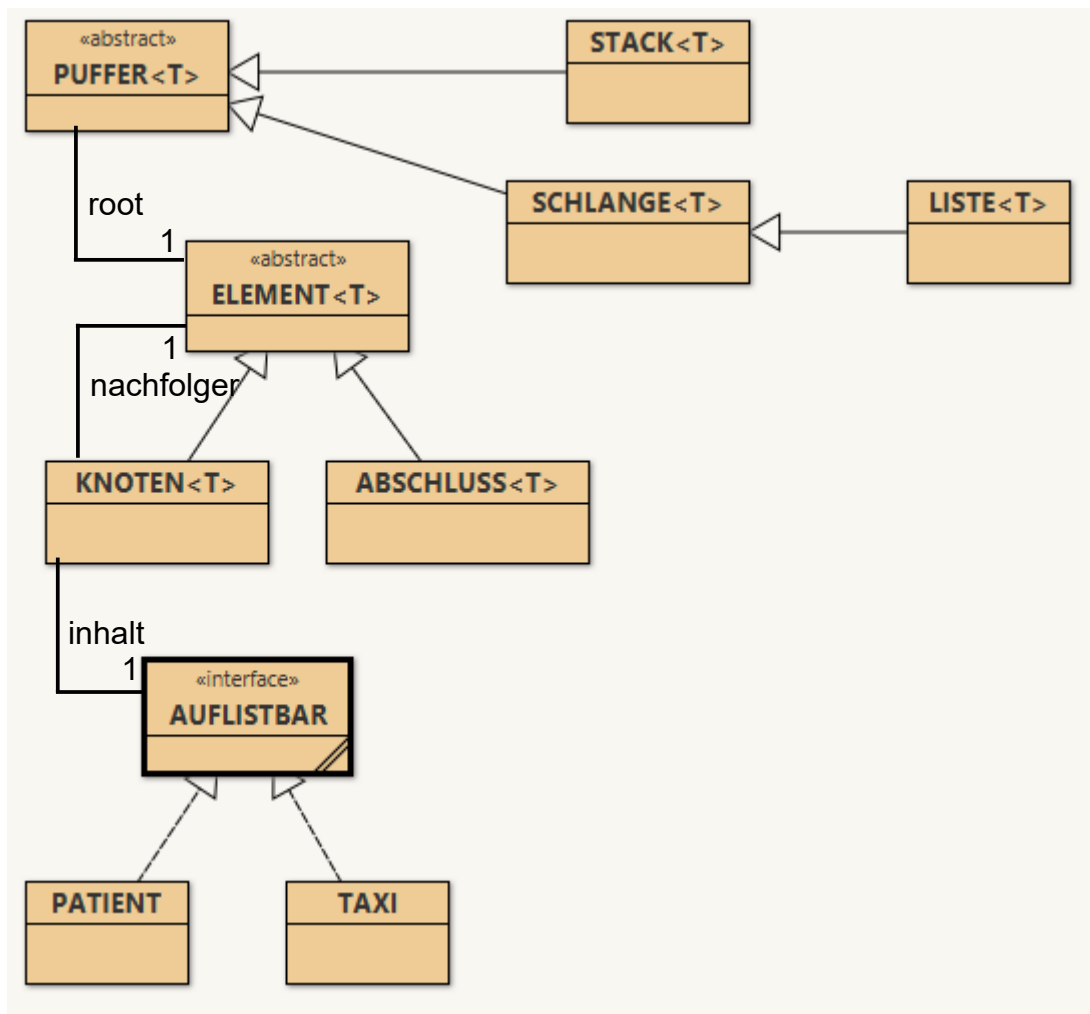 «abstract»
PUFFER<T>
STACK<T>
root
1
SCHLANGE<T>
LISTE<T>
«abstract»
ELEMENT<T>
1
nachfolger
KNOTEN<T>
ABSCHLUSS<T>
inhalt
1
«interface»
AUFLISTBAR
PATIENT
TAXI